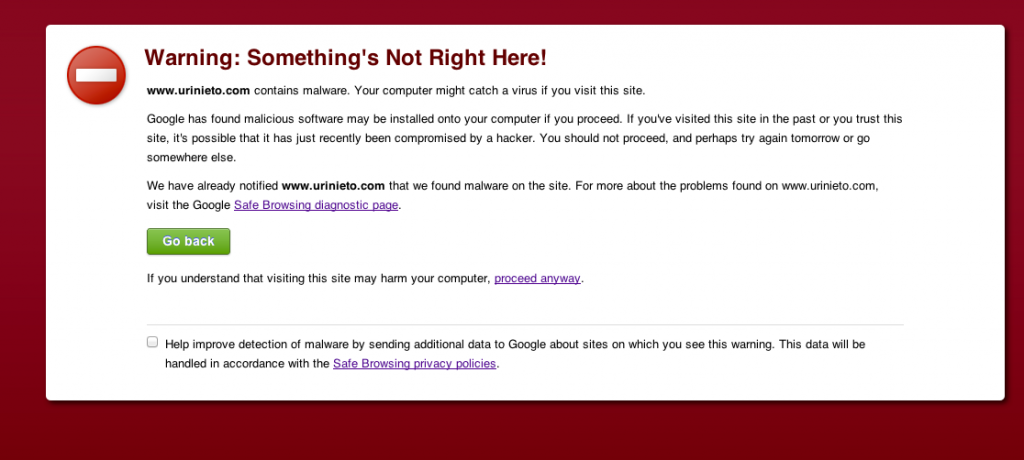 Warning: Something's Not Right Here!
www.urinieto.com contains malware. Your computer might catch a virus if you visit this site.
Google has found malicious software may be installed onto your computer if you proceed. If you've visited this site in the past or you trust this
site, it's possible that it has just recently been compromised by a hacker. You should not proceed, and perhaps try again tomorrow or go
somewhere else.
We have already notified www.urinieto.com that we found malware on the site. For more about the problems found on www.urinieto.com,
visit the Google Safe Browsing diagnostic page.
Go back
If you understand that visiting this site may harm your computer, proceed anyway.
Help improve detection of malware by sending additional data to Google about sites on which you see this warning. This data will be
handled in accordance with the Safe Browsing privacy policies.